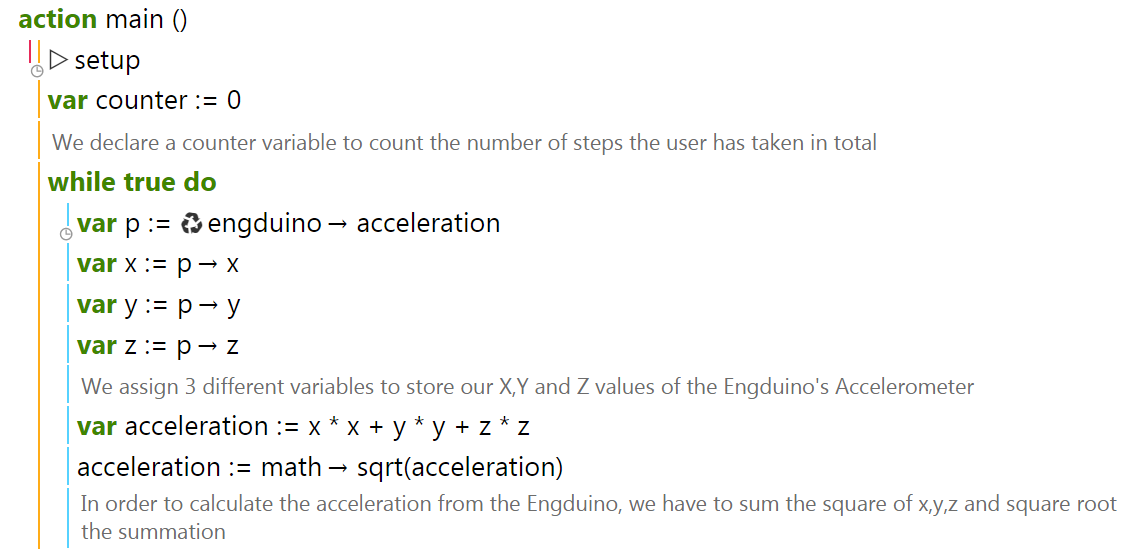 action main ()
▷ setup
var counter := 0
We declare a counter variable to count the number of steps the user has taken in total
while true do
var p := ♻ engduino → acceleration
var x := p → x
var y := p → y
var z := p → z
We assign 3 different variables to store our X,Y and Z values of the Engduino's Accelerometer
var acceleration := x * x + y * y + z * z
acceleration := math → sqrt(acceleration)
In order to calculate the acceleration from the Engduino, we have to sum the square of x,y,z and square root
the summation